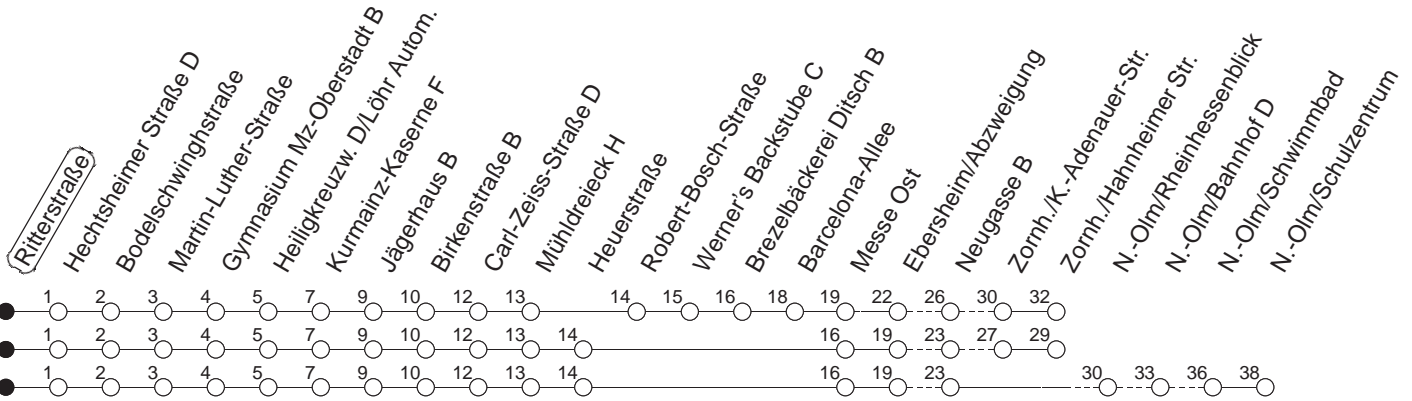 Ritterstraße
Hechtsheimer Straße D
Bodelschwinghstraße
Martin-Luther-Straße
Gymnasium Mz-Oberstadt B
Heiligkreuzw. D/Löhr Autom.
Kurmainz-Kaserne F
Jägerhaus B
Birkenstraße B
Carl-Zeiss-Straße D
Mühldreieck H
Heuerstraße
Robert-Bosch-Straße
Werner's Backstube C
Brezelbäckerei Ditsch B
Barcelona-Allee
Messe Ost
Ebersheim/Abzweigung
Neugasse B
Zornh./K.-Adenauer-Str.
Zornh./Hahnheimer Str.
N.-Olm/Rheinhessenblick
N.-Olm/Bahnhof D
N.-Olm/Schwimmbad
N.-Olm/Schulzentrum
1 2 3 4 5 7 9 10 12 13 14 15 16 18 19 22 26 30 32
1 2 3 4 5 7 9 10 12 13 14 16 19 23 27 29
1 2 3 4 5 7 9 10 12 13 14 16 19 23 30 33 36 38